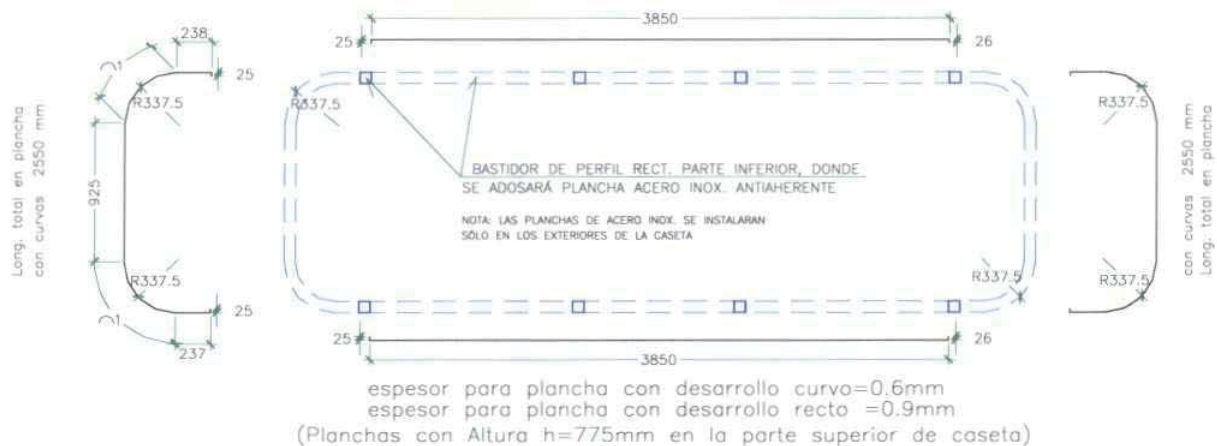 3850
238
25
26
25
R337.5
R337.5
R337.5
Long. total en plancha
con curvas 2550 mm
925
BASTIDOR DE PERFIL RECT. PARTE INFERIOR, DONDE
SE ADOSARÁ PLANCHA ACERO INOX. ANTIAHERENTE
NOTA: LAS PLANCHAS DE ACERO INOX. SE INSTALARAN
SÓLO EN LOS EXTERIORES DE LA CASETA
con curvas 2550 mm
Long. total en plancha
R337.5
R337.5
R337.5
25
25
26
237
3850
espesor para plancha con desarrollo curvo=0.6mm
espesor para plancha con desarrollo recto =0.9mm
(Planchas con Altura h=775mm en la parte superior de caseta)